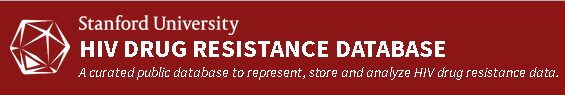 Stanford University
HIV DRUG RESISTANCE DATABASE
A curated public database to represent, store and analyze HIV drug resistance data.